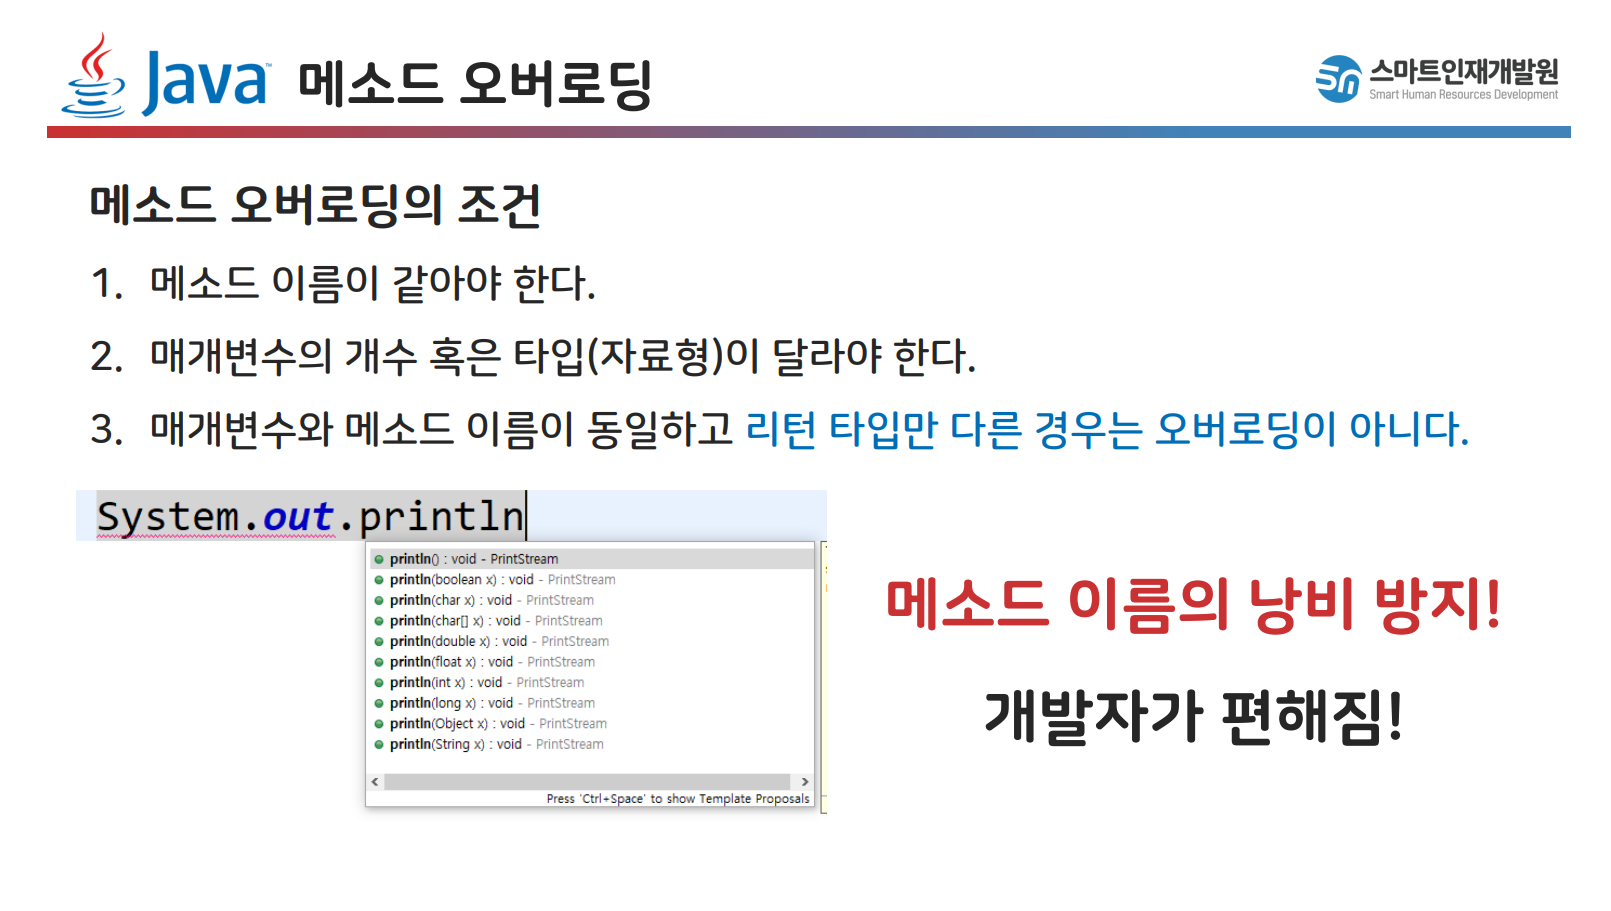 Java™ 메소드 오버로딩
스마트인재개발원
Smart Human Resources Development
메소드 오버로딩의 조건
1. 메소드 이름이 같아야 한다.
2. 매개변수의 개수 혹은 타입(자료형)이 달라야 한다.
3. 매개변수와 메소드 이름이 동일하고 리턴 타입만 다른 경우는 오버로딩이 아니다.
System.out.println
println() : void - PrintStream
println(boolean x) : void - PrintStream
println(char x) : void - PrintStream
println(char[] x) : void - PrintStream
println(double x) : void - PrintStream
println(float x) : void - PrintStream
println(int x) : void - PrintStream
println(long x) : void - PrintStream
println(Object x) : void - PrintStream
println(String x) : void - PrintStream
Press 'Ctrl+Space' to show Template Proposals
메소드 이름의 낭비 방지!
개발자가 편해짐!